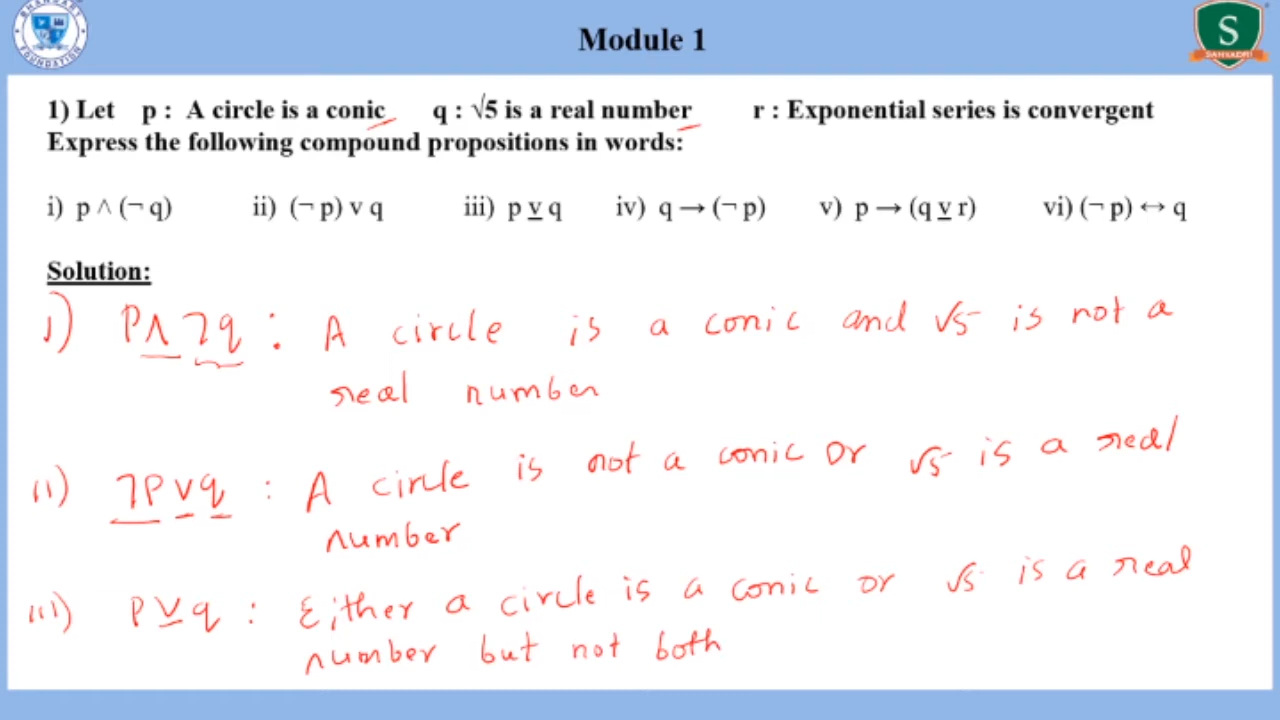 BHANDARY
FOUNDATION
Module 1
S
SAHYADRI
1) Let p : A circle is a conic q : √5 is a real number r : Exponential series is convergent
Express the following compound propositions in words:
i) p ∧ (¬ q) ii) (¬ p) v q iii) p v̲ q iv) q → (¬ p) v) p → (q v̲ r) vi) (¬ p) ↔ q
Solution:
i) P∧ ¬q : A circle is a conic and √5 is not a
real number
ii) ¬P v q : A circle is not a conic or √5 is a real
number
iii) P v̲ q : Either a circle is a conic or √5 is a real
number but not both